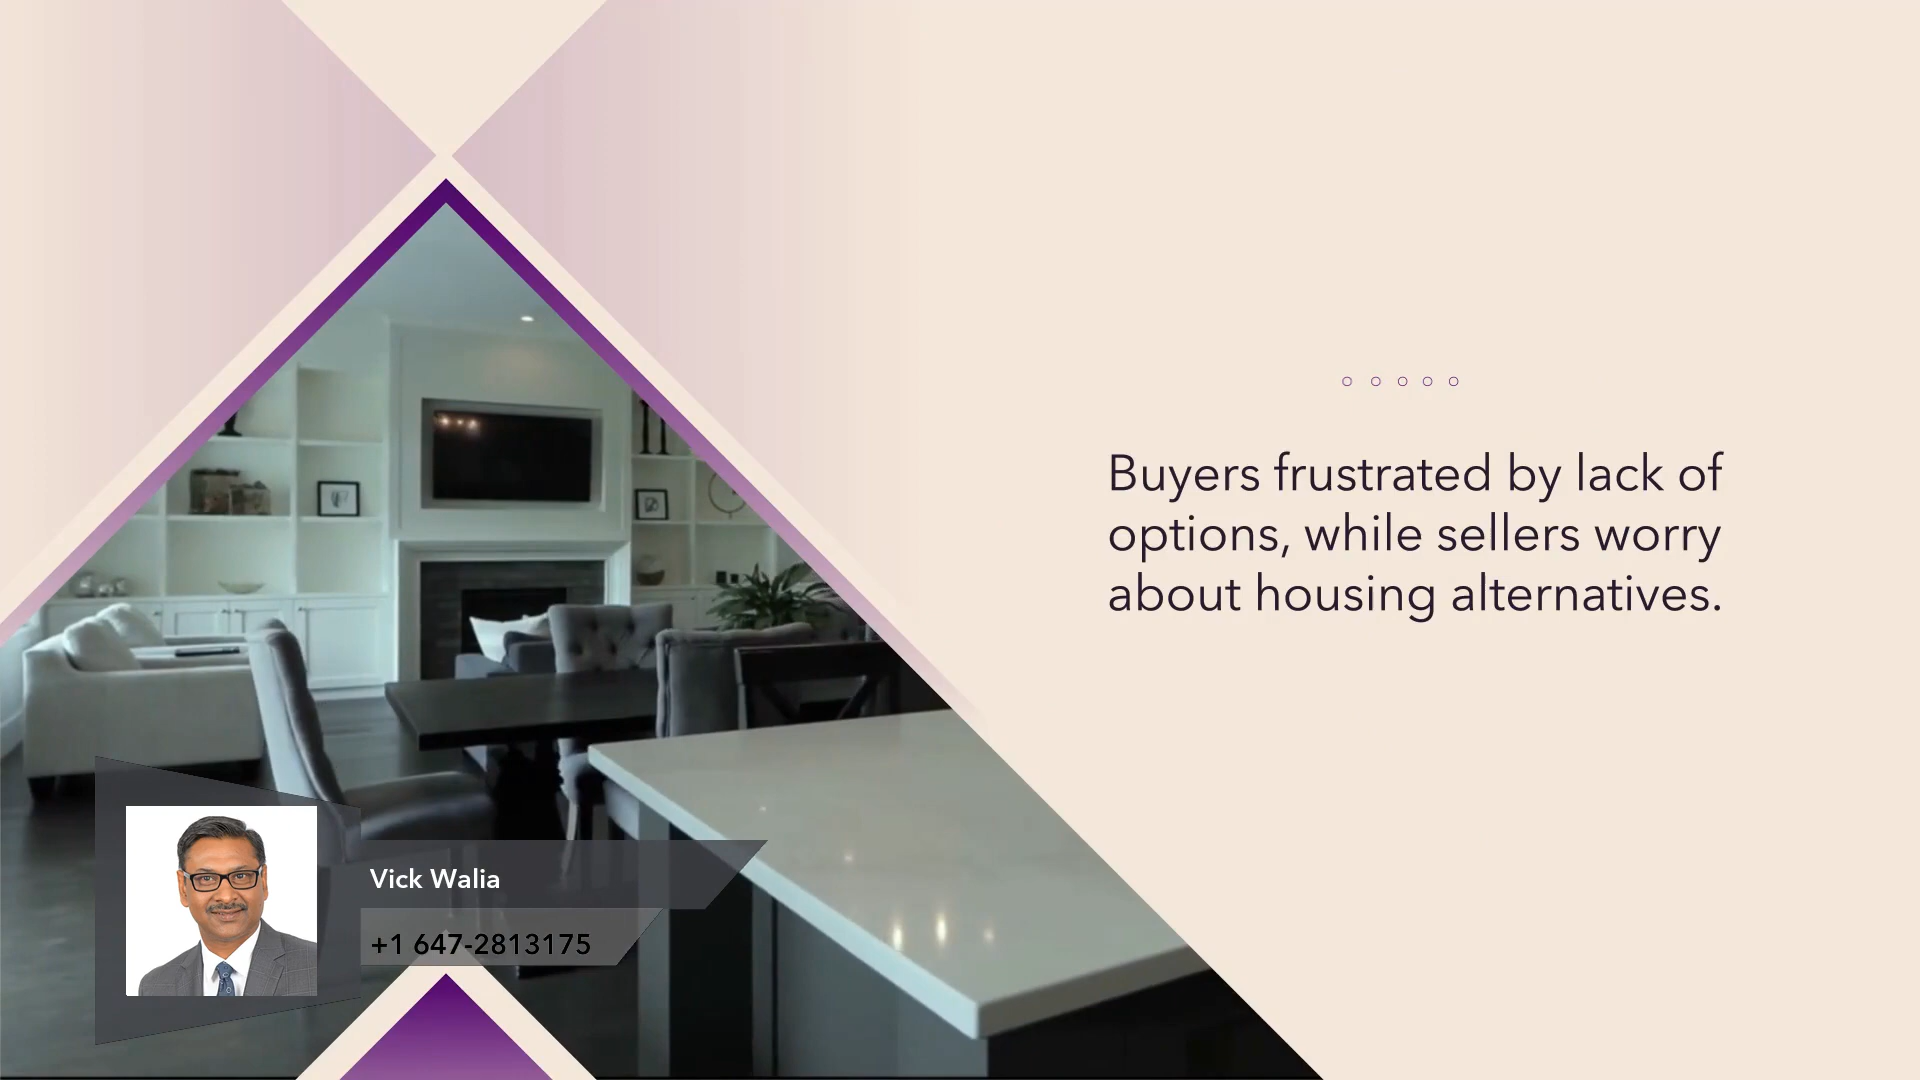 Buyers frustrated by lack of
options, while sellers worry
about housing alternatives.
Vick Walia
+1 647-2813175